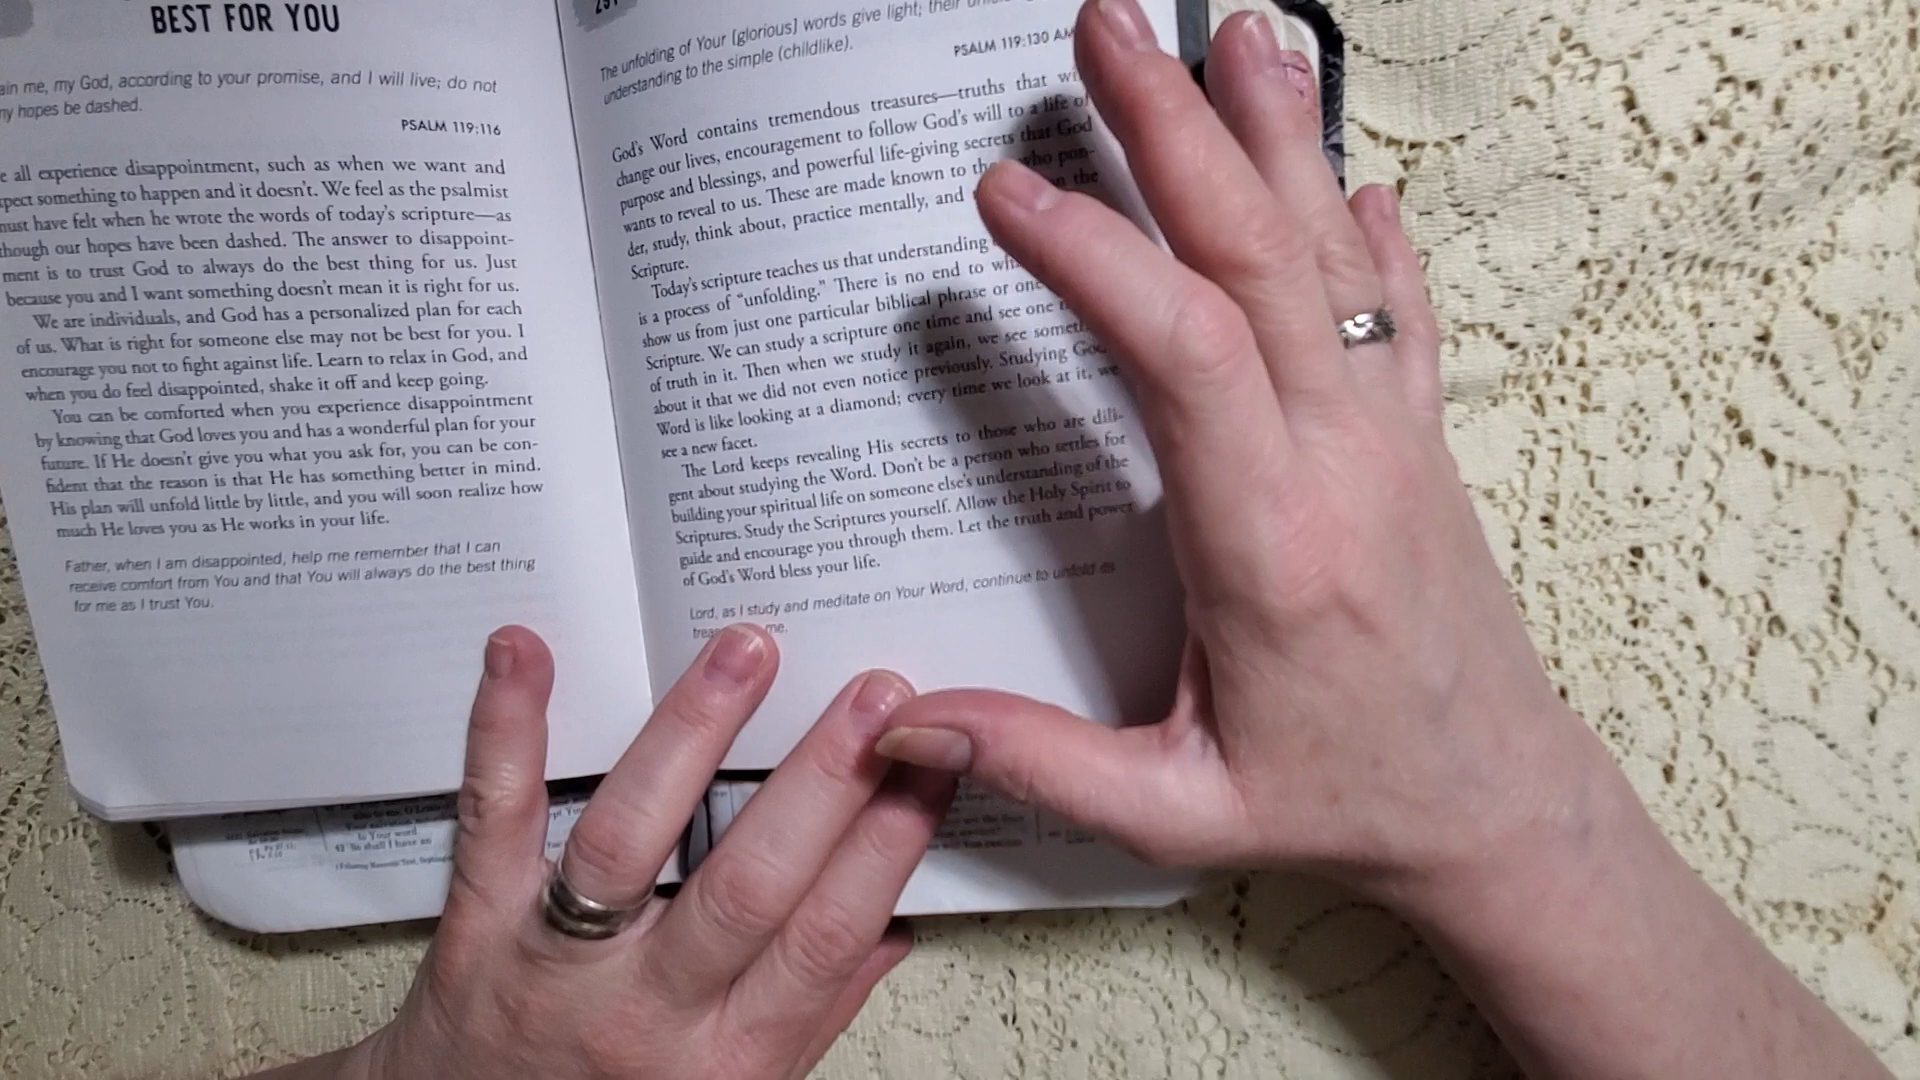 BEST FOR YOU
me, my God, according to your promise, and I will live; do not
hopes be dashed.
PSALM 119:116
all experience disappointment, such as when we want and
something to happen and it doesn't. We feel as the psalmist
must have felt when he wrote the words of today's scripture—as
though our hopes have been dashed. The answer to disappoint-
ment is to trust God to always do the best thing for us. Just
because you and I want something doesn't mean it is right for us.
We are individuals, and God has a personalized plan for each
of us. What is right for someone else may not be best for you. I
encourage you not to fight against life. Learn to relax in God, and
when you do feel disappointed, shake it off and keep going.
You can be comforted when you experience disappointment
by knowing that God loves you and has a wonderful plan for your
future. If He doesn't give you what you ask for, you can be con-
fident that the reason is that He has something better in mind.
His plan will unfold little by little, and you will soon realize how
much He loves you as He works in your life.
Father, when I am disappointed, help me remember that I can
receive comfort from You and that You will always do the best thing
for me as I trust You.
The unfolding of Your [glorious] words give light; their
understanding to the simple (childlike).
PSALM 119:130
God's Word contains tremendous treasures—truths that
change our lives, encouragement to follow God's will to a life of
purpose and blessings, and powerful life-giving secrets that God
wants to reveal to us. These are made known to who pon-
der, study, think about, practice mentally, and the
Scripture.
Today's scripture teaches us that understanding
is a process of "unfolding." There is no end to
show us from just one particular biblical phrase or one
Scripture. We can study a scripture one time and see one
of truth in it. Then when we study it again, we see
about it that we did not even notice previously. Studying
Word is like looking at a diamond; every time we look at it, we
see a new facet.
The Lord keeps revealing His secrets to those who are dili-
gent about studying the Word. Don't be a person who settles for
building your spiritual life on someone else's understanding of the
Scriptures. Study the Scriptures yourself. Allow the Holy Spirit to
guide and encourage you through them. Let the truth and power
of God's Word bless your life.
Lord, as I study and meditate on Your Word, continue to unfold its
me.
to Your word.
42 So shall I have an